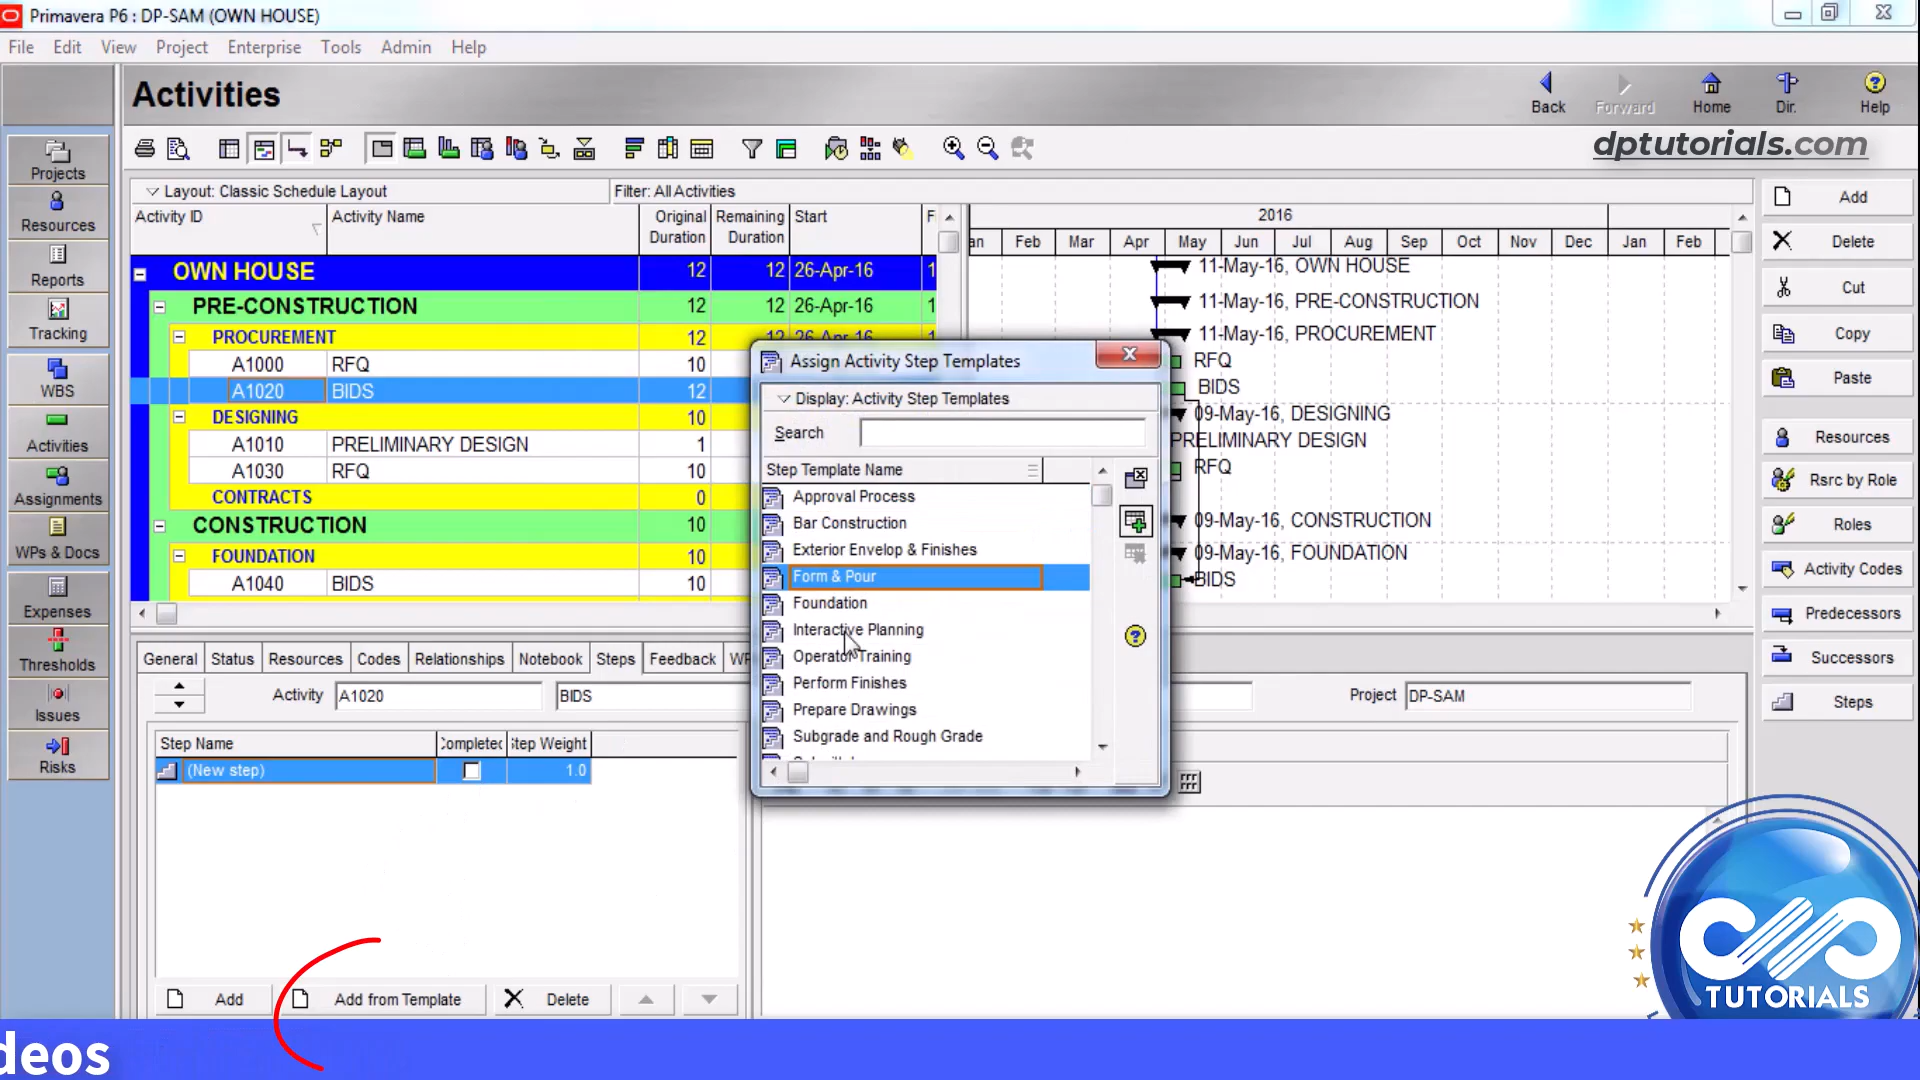 Primavera P6 : DP-SAM (OWN HOUSE)
File Edit View Project Enterprise Tools Admin Help
Activities
Back Forward Home Dir. Help
dptutorials.com
Projects
Resources
Reports
Tracking
WBS
Activities
Assignments
WPs & Docs
Expenses
Thresholds
Issues
Risks
Layout: Classic Schedule Layout Filter: All Activities
Activity ID Activity Name Original Duration Remaining Duration Start F
OWN HOUSE 12 12 26-Apr-16 1
PRE-CONSTRUCTION 12 12 26-Apr-16 1
PROCUREMENT 12 12 26-Apr-16
A1000 RFQ 10
A1020 BIDS 12
DESIGNING 10
A1010 PRELIMINARY DESIGN 1
A1030 RFQ 10
CONTRACTS 0
CONSTRUCTION 10
FOUNDATION 10
A1040 BIDS 10
2016
an Feb Mar Apr May Jun Jul Aug Sep Oct Nov Dec Jan Feb
11-May-16, OWN HOUSE
11-May-16, PRE-CONSTRUCTION
11-May-16, PROCUREMENT
RFQ
BIDS
09-May-16, DESIGNING
PRELIMINARY DESIGN
RFQ
09-May-16, CONSTRUCTION
09-May-16, FOUNDATION
BIDS
Assign Activity Step Templates
Display: Activity Step Templates
Search
Step Template Name
Approval Process
Bar Construction
Exterior Envelop & Finishes
Form & Pour
Foundation
Interactive Planning
Operator Training
Perform Finishes
Prepare Drawings
Subgrade and Rough Grade
Add
Delete
Cut
Copy
Paste
Resources
Rsrc by Role
Roles
Activity Codes
Predecessors
Successors
Steps
General Status Resources Codes Relationships Notebook Steps Feedback WP
Activity A1020 BIDS Project DP-SAM
Step Name Completed Step Weight
(New step) 1.0
Add Add from Template Delete
TUTORIALS
deos